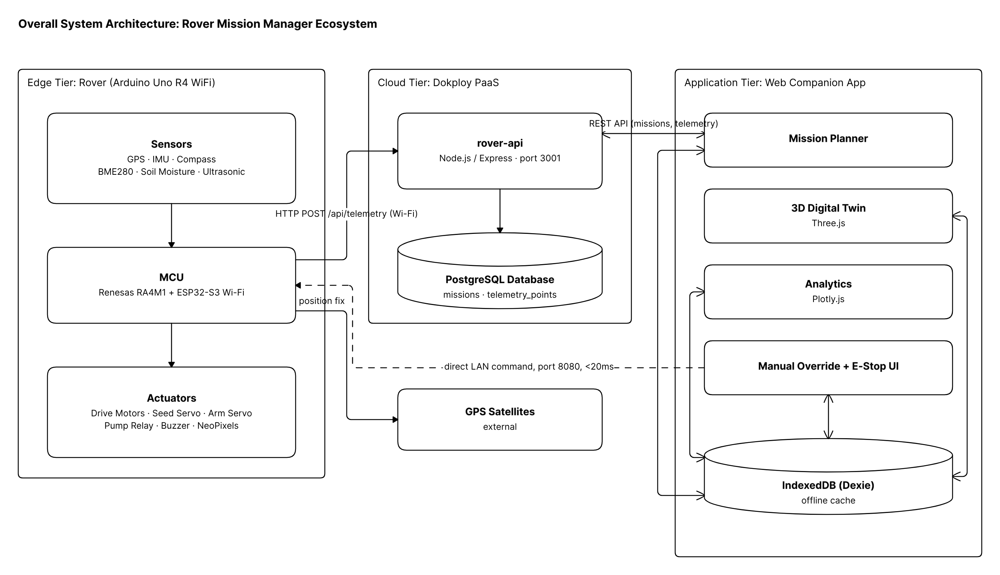 Overall System Architecture: Rover Mission Manager Ecosystem
Edge Tier: Rover (Arduino Uno R4 WiFi)
Sensors
GPS · IMU · Compass
BME280 · Soil Moisture · Ultrasonic
HTTP POST /api/telemetry (Wi-Fi)
MCU
Renesas RA4M1 + ESP32-S3 Wi-Fi
position fix
Actuators
Drive Motors · Seed Servo · Arm Servo
Pump Relay · Buzzer · NeoPixels
Cloud Tier: Dokploy PaaS
rover-api
Node.js / Express · port 3001
REST API (missions, telemetry)
PostgreSQL Database
missions · telemetry_points
direct LAN command, port 8080, <20ms
GPS Satellites
external
Application Tier: Web Companion App
Mission Planner
3D Digital Twin
Three.js
Analytics
Plotly.js
Manual Override + E-Stop UI
IndexedDB (Dexie)
offline cache